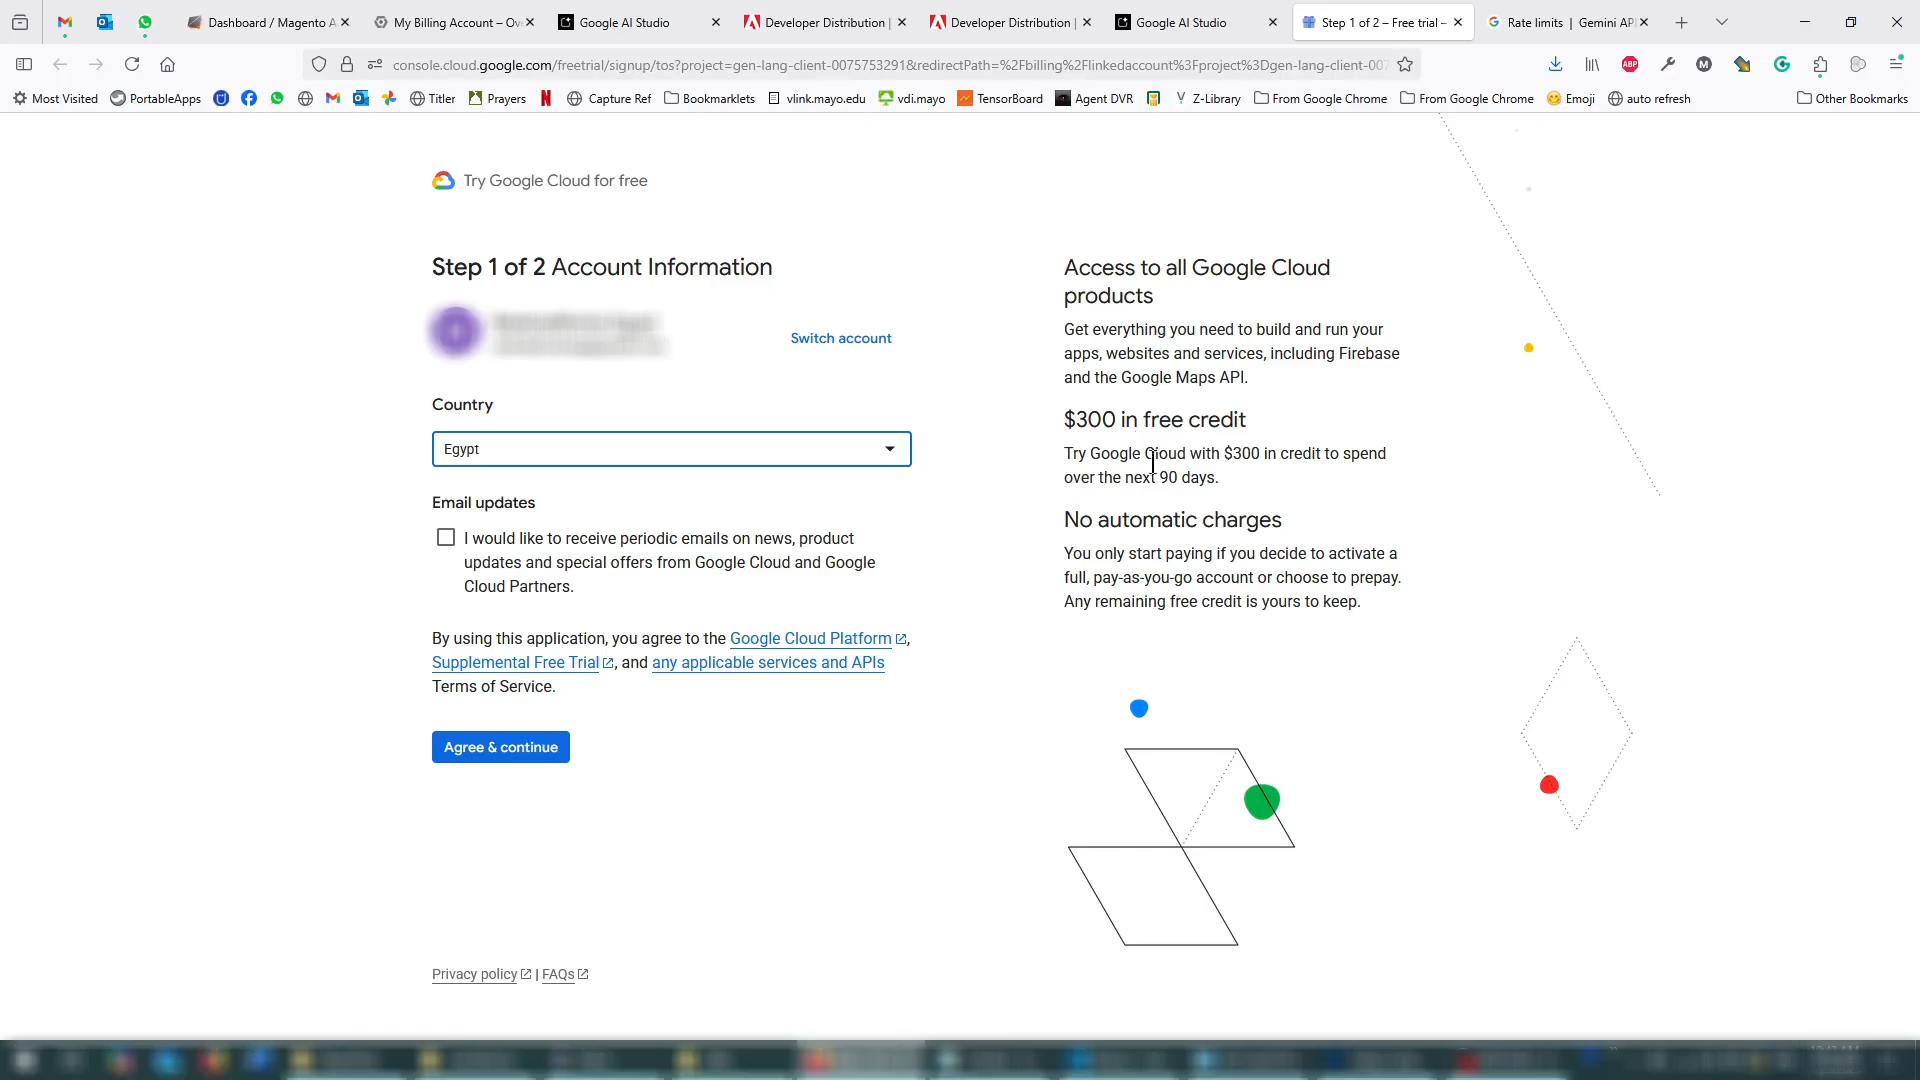 Dashboard / Magento A
My Billing Account – Ov
Google AI Studio
Developer Distribution |
Developer Distribution |
Google AI Studio
Step 1 of 2 – Free trial –
Rate limits | Gemini API
console.cloud.google.com/freetrial/signup/tos?project=gen-lang-client-0075753291&redirectPath=%2Fbilling%2Flinkedaccount%3Fproject%3Dgen-lang-client-007
Most Visited
PortableApps
Titler
Prayers
Capture Ref
Bookmarklets
vlink.mayo.edu
vdi.mayo
TensorBoard
Agent DVR
Z-Library
From Google Chrome
From Google Chrome
Emoji
auto refresh
Other Bookmarks
Try Google Cloud for free
Step 1 of 2 Account Information
Switch account
Country
Egypt
Email updates
I would like to receive periodic emails on news, product
updates and special offers from Google Cloud and Google
Cloud Partners.
By using this application, you agree to the Google Cloud Platform,
Supplemental Free Trial, and any applicable services and APIs
Terms of Service.
Agree & continue
Privacy policy | FAQs
Access to all Google Cloud
products
Get everything you need to build and run your
apps, websites and services, including Firebase
and the Google Maps API.
$300 in free credit
Try Google Cloud with $300 in credit to spend
over the next 90 days.
No automatic charges
You only start paying if you decide to activate a
full, pay-as-you-go account or choose to prepay.
Any remaining free credit is yours to keep.